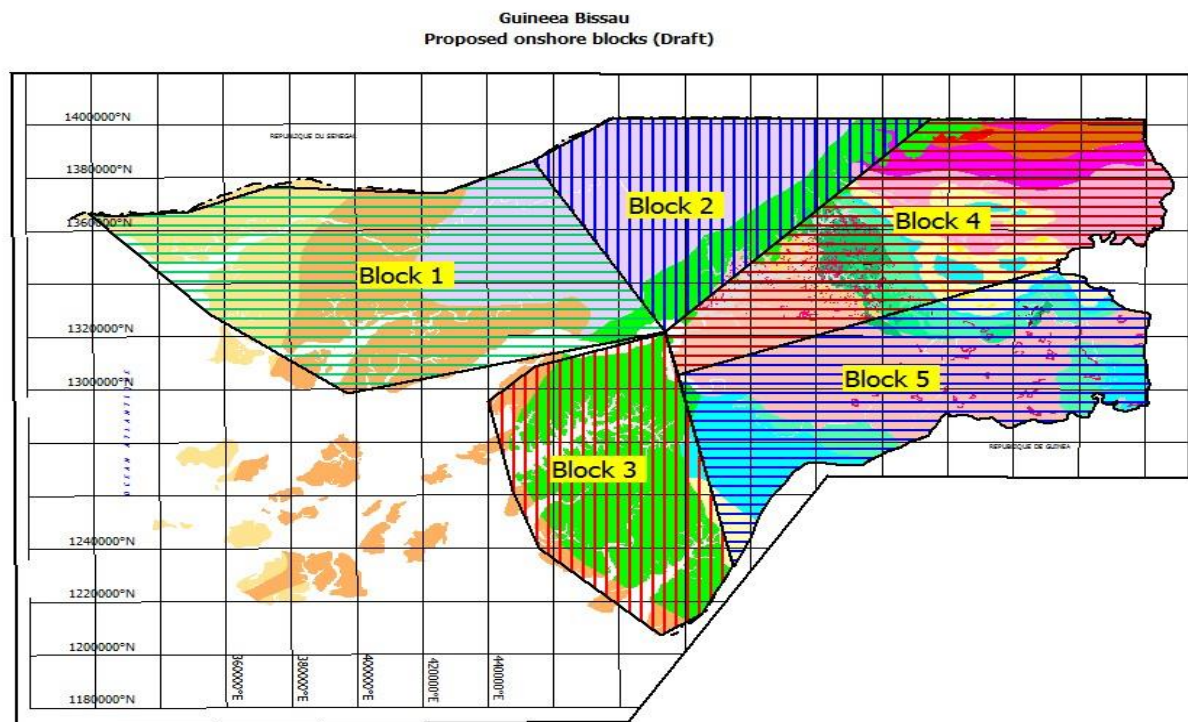 Guineea Bissau
Proposed onshore blocks (Draft)
1400000°N
REPUBLIQUE DU SENEGAL
1380000°N
1360000°N
Block 2
Block 4
Block 1
1320000°N
1300000°N
Block 5
OCEAN
REPUBLIQUE DE GUINEA
Block 3
1240000°N
1220000°N
1200000°N
1180000°N
360000°E
380000°E
400000°E
420000°E
440000°E